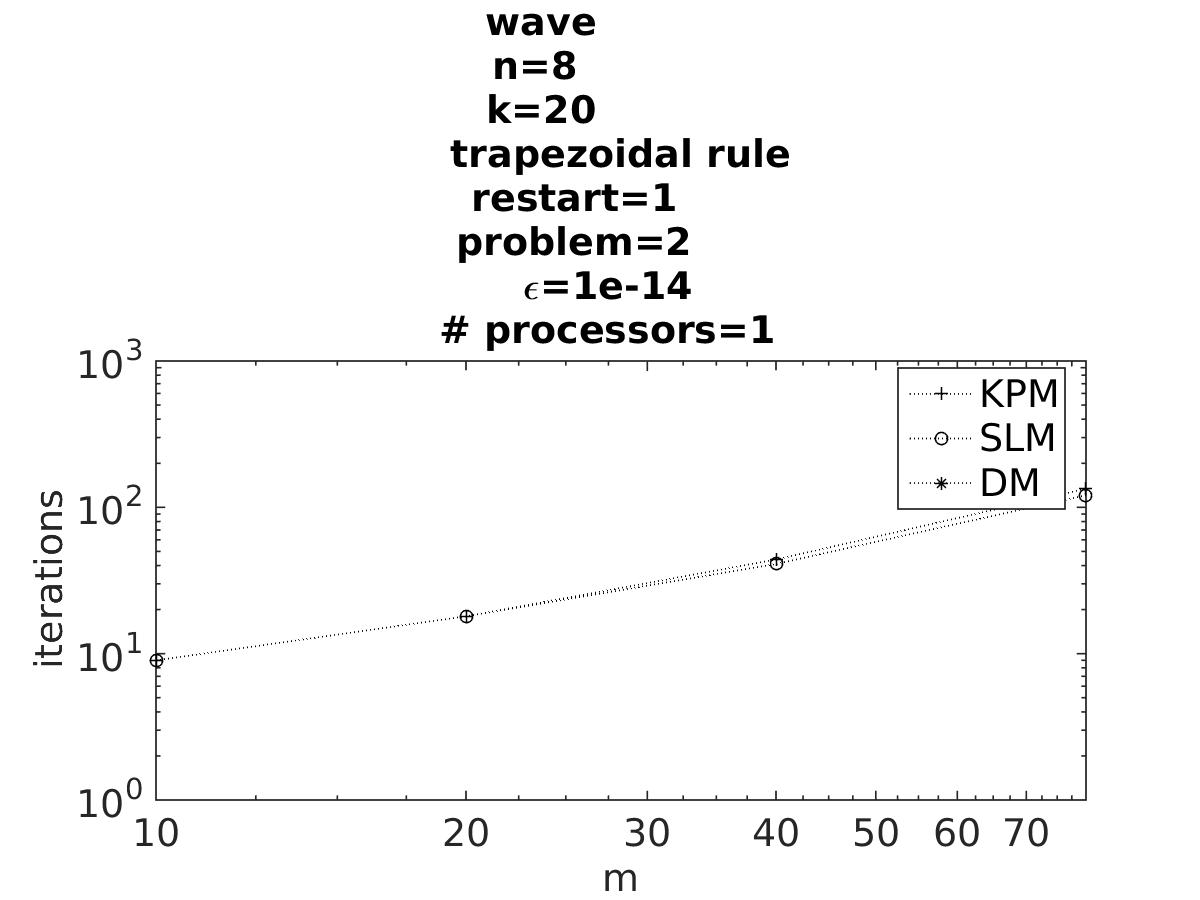 wave
n=8
k=20
trapezoidal rule
restart=1
problem=2
ϵ=1e-14
# processors=1
10³
10²
10¹
10⁰
iterations
KPM
SLM
DM
10 20 30 40 50 60 70
m